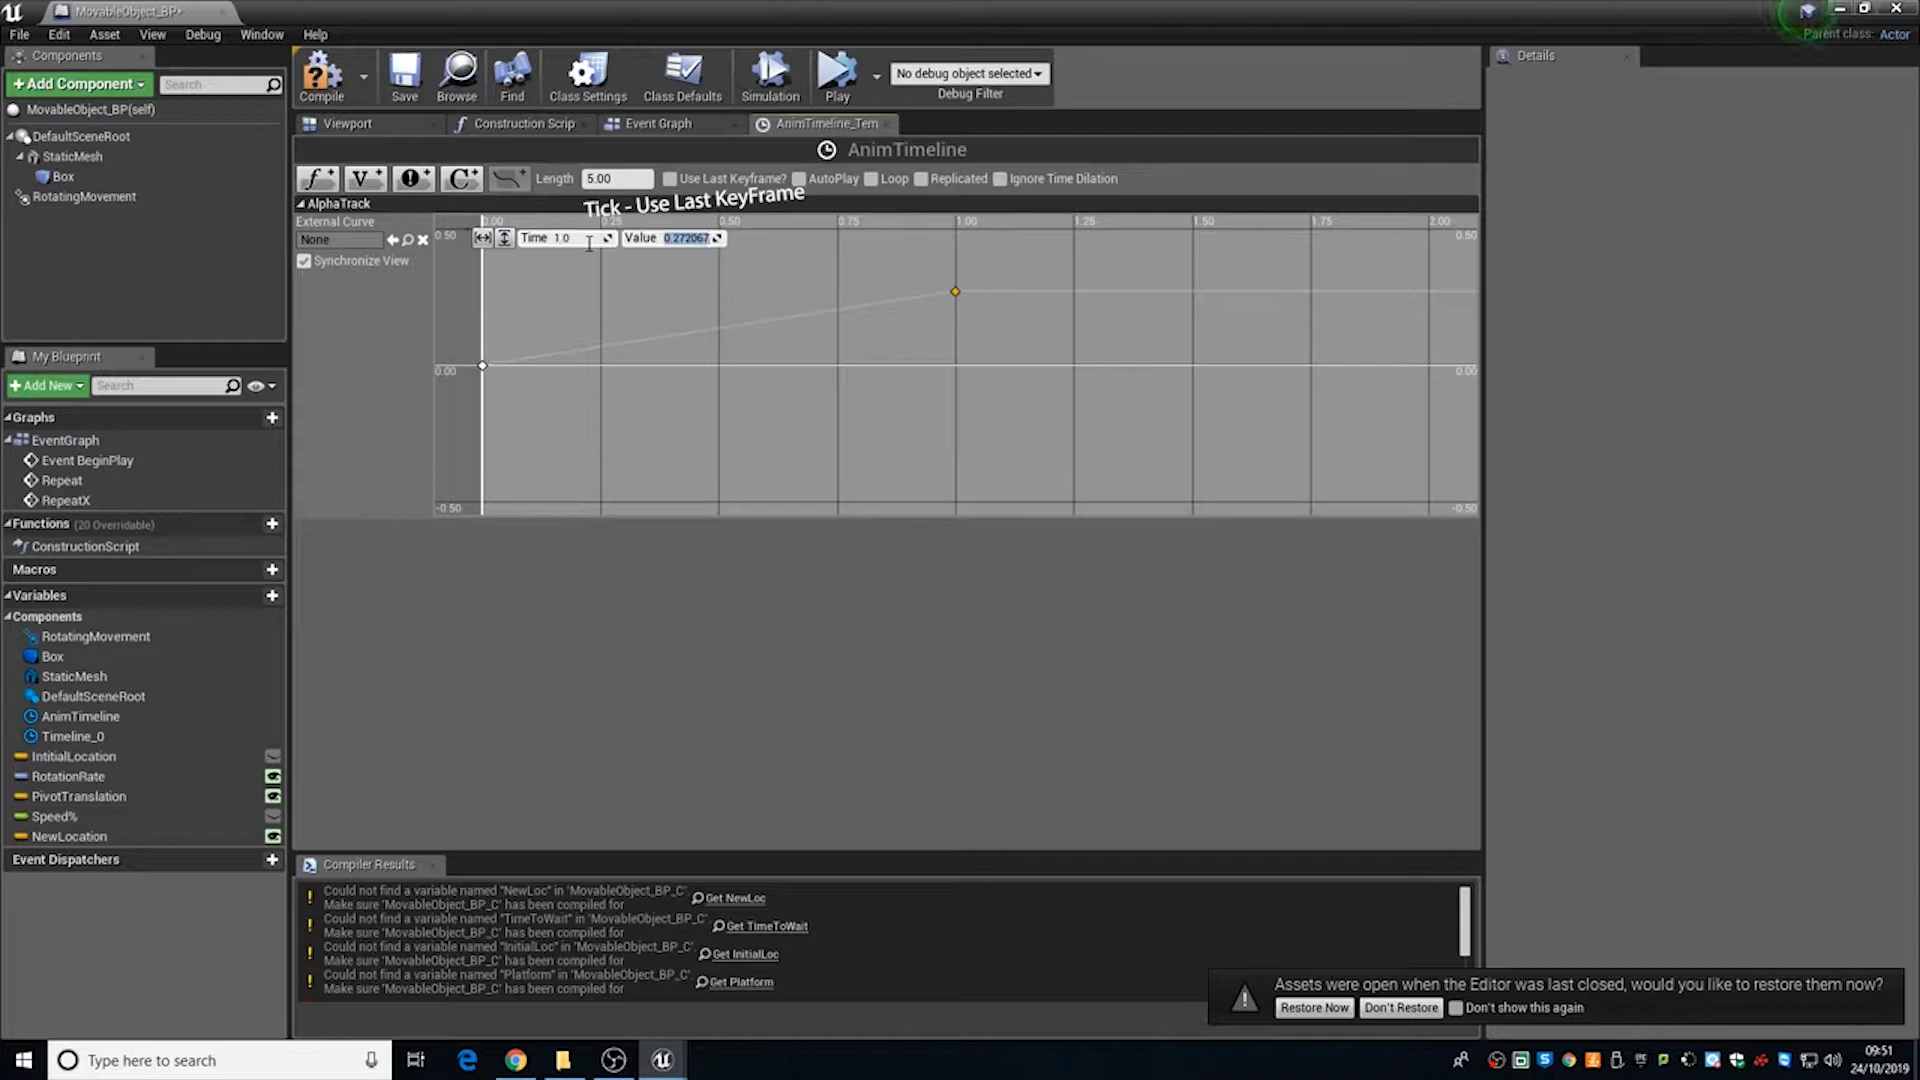 MovableObject_BP*
File Edit Asset View Debug Window Help
Parent class: Actor
Components
Details
+Add Component
Search
Compile
Save
Browse
Find
Class Settings
Class Defaults
Simulation
Play
No debug object selected
Debug Filter
MovableObject_BP(self)
DefaultSceneRoot
StaticMesh
Box
RotatingMovement
Viewport
Construction Scrip
Event Graph
AnimTimeline_Tem
AnimTimeline
Length 5.00 Use Last Keyframe? AutoPlay Loop Replicated Ignore Time Dilation
Tick - Use Last KeyFrame
AlphaTrack
External Curve
None
Synchronize View
0.00 0.25 0.50 0.75 1.00 1.25 1.50 1.75 2.00
0.50 Time 1.0 Value 0.272067 0.50
0.00 0.00
-0.50 -0.50
My Blueprint
+Add New
Search
Graphs
EventGraph
Event BeginPlay
Repeat
RepeatX
Functions (20 Overridable)
ConstructionScript
Macros
Variables
Components
RotatingMovement
Box
StaticMesh
DefaultSceneRoot
AnimTimeline
Timeline_0
IntitialLocation
RotationRate
PivotTranslation
Speed%
NewLocation
Event Dispatchers
Compiler Results
Could not find a variable named "NewLoc" in 'MovableObject_BP_C'.
Make sure 'MovableObject_BP_C' has been compiled for Get NewLoc
Could not find a variable named "TimeToWait" in 'MovableObject_BP_C'.
Make sure 'MovableObject_BP_C' has been compiled for Get TimeToWait
Could not find a variable named "InitialLoc" in 'MovableObject_BP_C'.
Make sure 'MovableObject_BP_C' has been compiled for Get InitialLoc
Could not find a variable named "Platform" in 'MovableObject_BP_C'.
Make sure 'MovableObject_BP_C' has been compiled for Get Platform
Assets were open when the Editor was last closed, would you like to restore them now?
Restore Now Don't Restore Don't show this again
Type here to search
09:51
24/10/2019